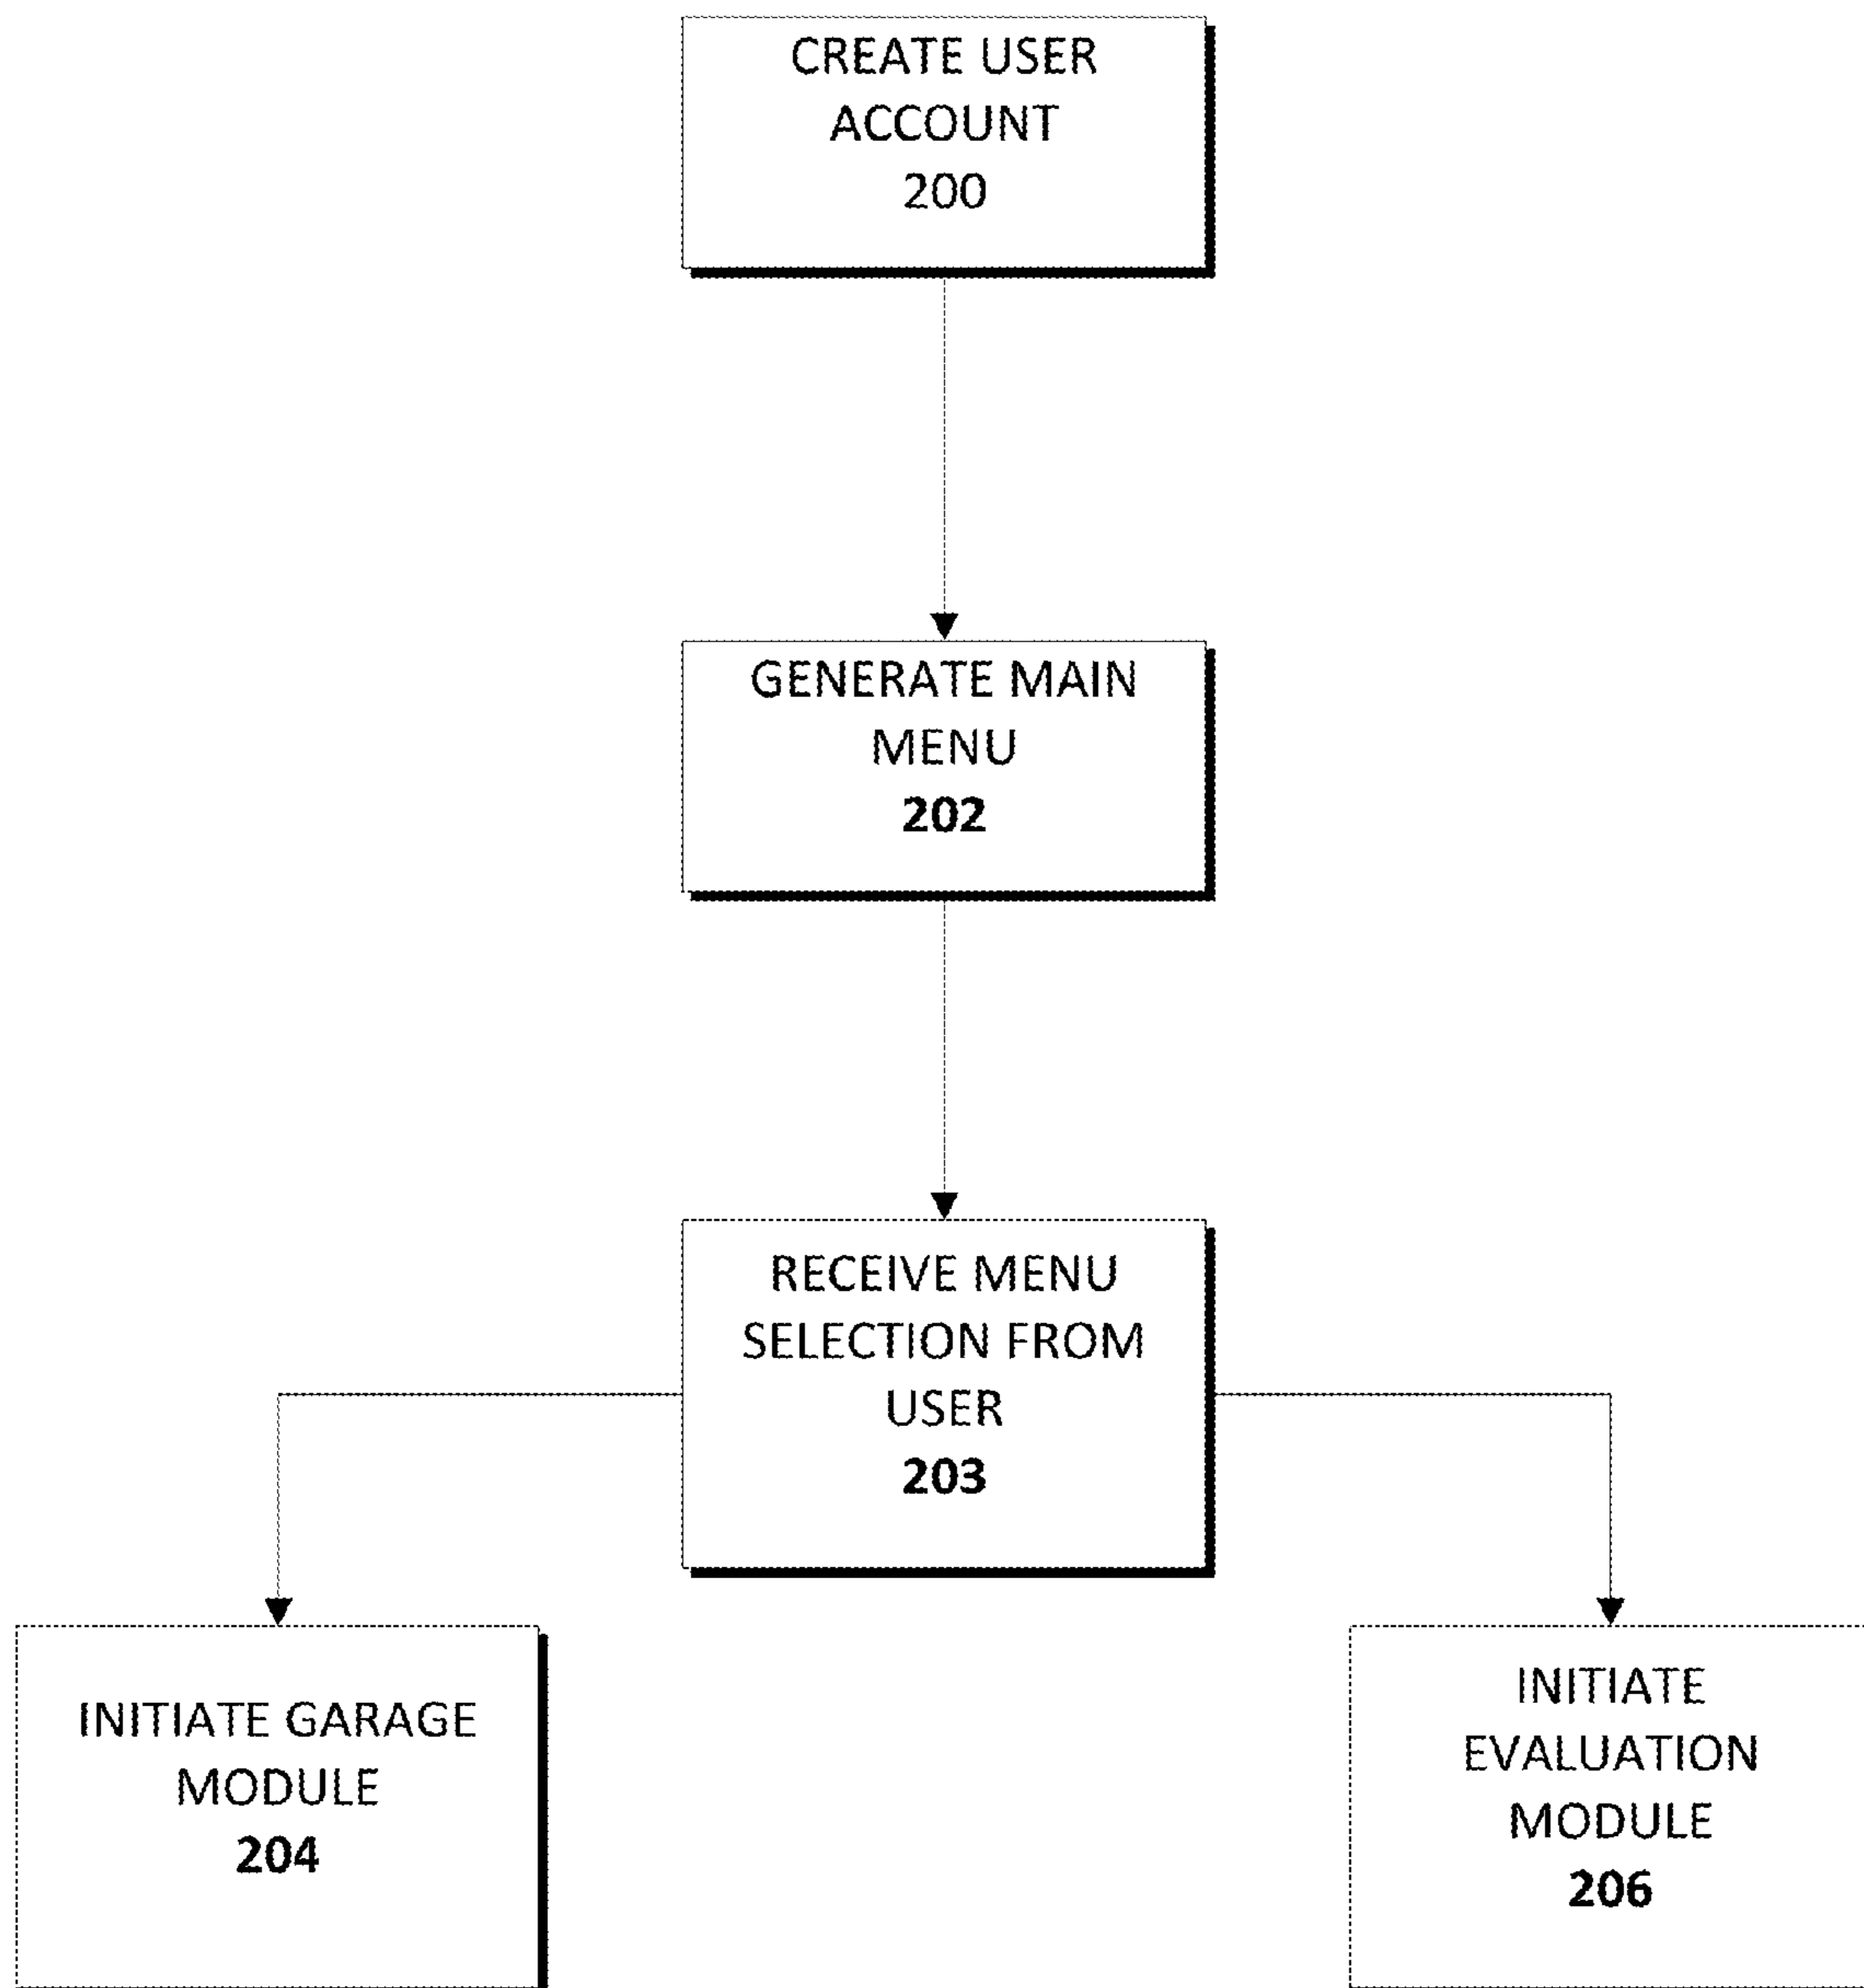 CREATE USER
ACCOUNT
200
GENERATE MAIN
MENU
202
RECEIVE MENU
SELECTION FROM
USER
203
INITIATE GARAGE
MODULE
204
INITIATE
EVALUATION
MODULE
206